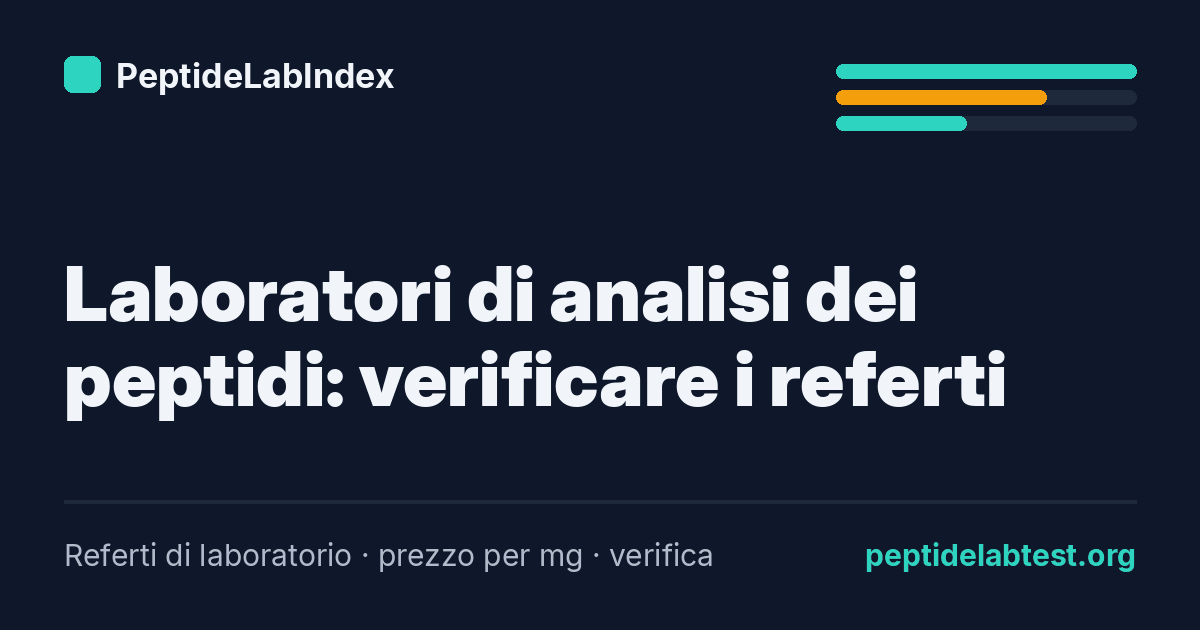 PeptideLabIndex
Laboratori di analisi dei
peptidi: verificare i referti
Referti di laboratorio · prezzo per mg · verifica
peptidelabtest.org